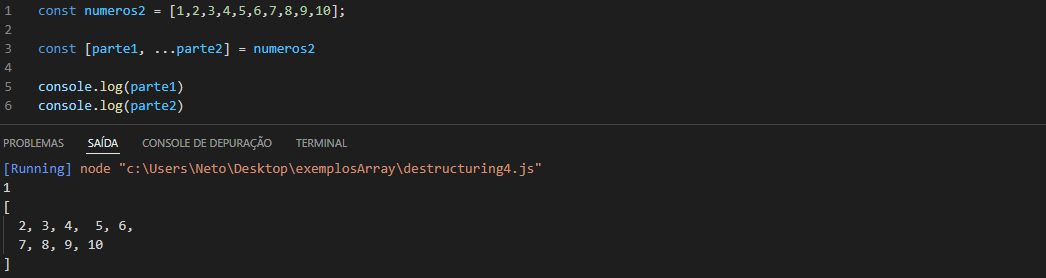 1 const numeros2 = [1,2,3,4,5,6,7,8,9,10];
2
3 const [parte1, ...parte2] = numeros2
4
5 console.log(parte1)
6 console.log(parte2)
PROBLEMAS SAÍDA CONSOLE DE DEPURAÇÃO TERMINAL
[Running] node "c:\Users\Neto\Desktop\exemplosArray\destructuring4.js"
1
[
  2, 3, 4,  5, 6,
  7, 8, 9, 10
]